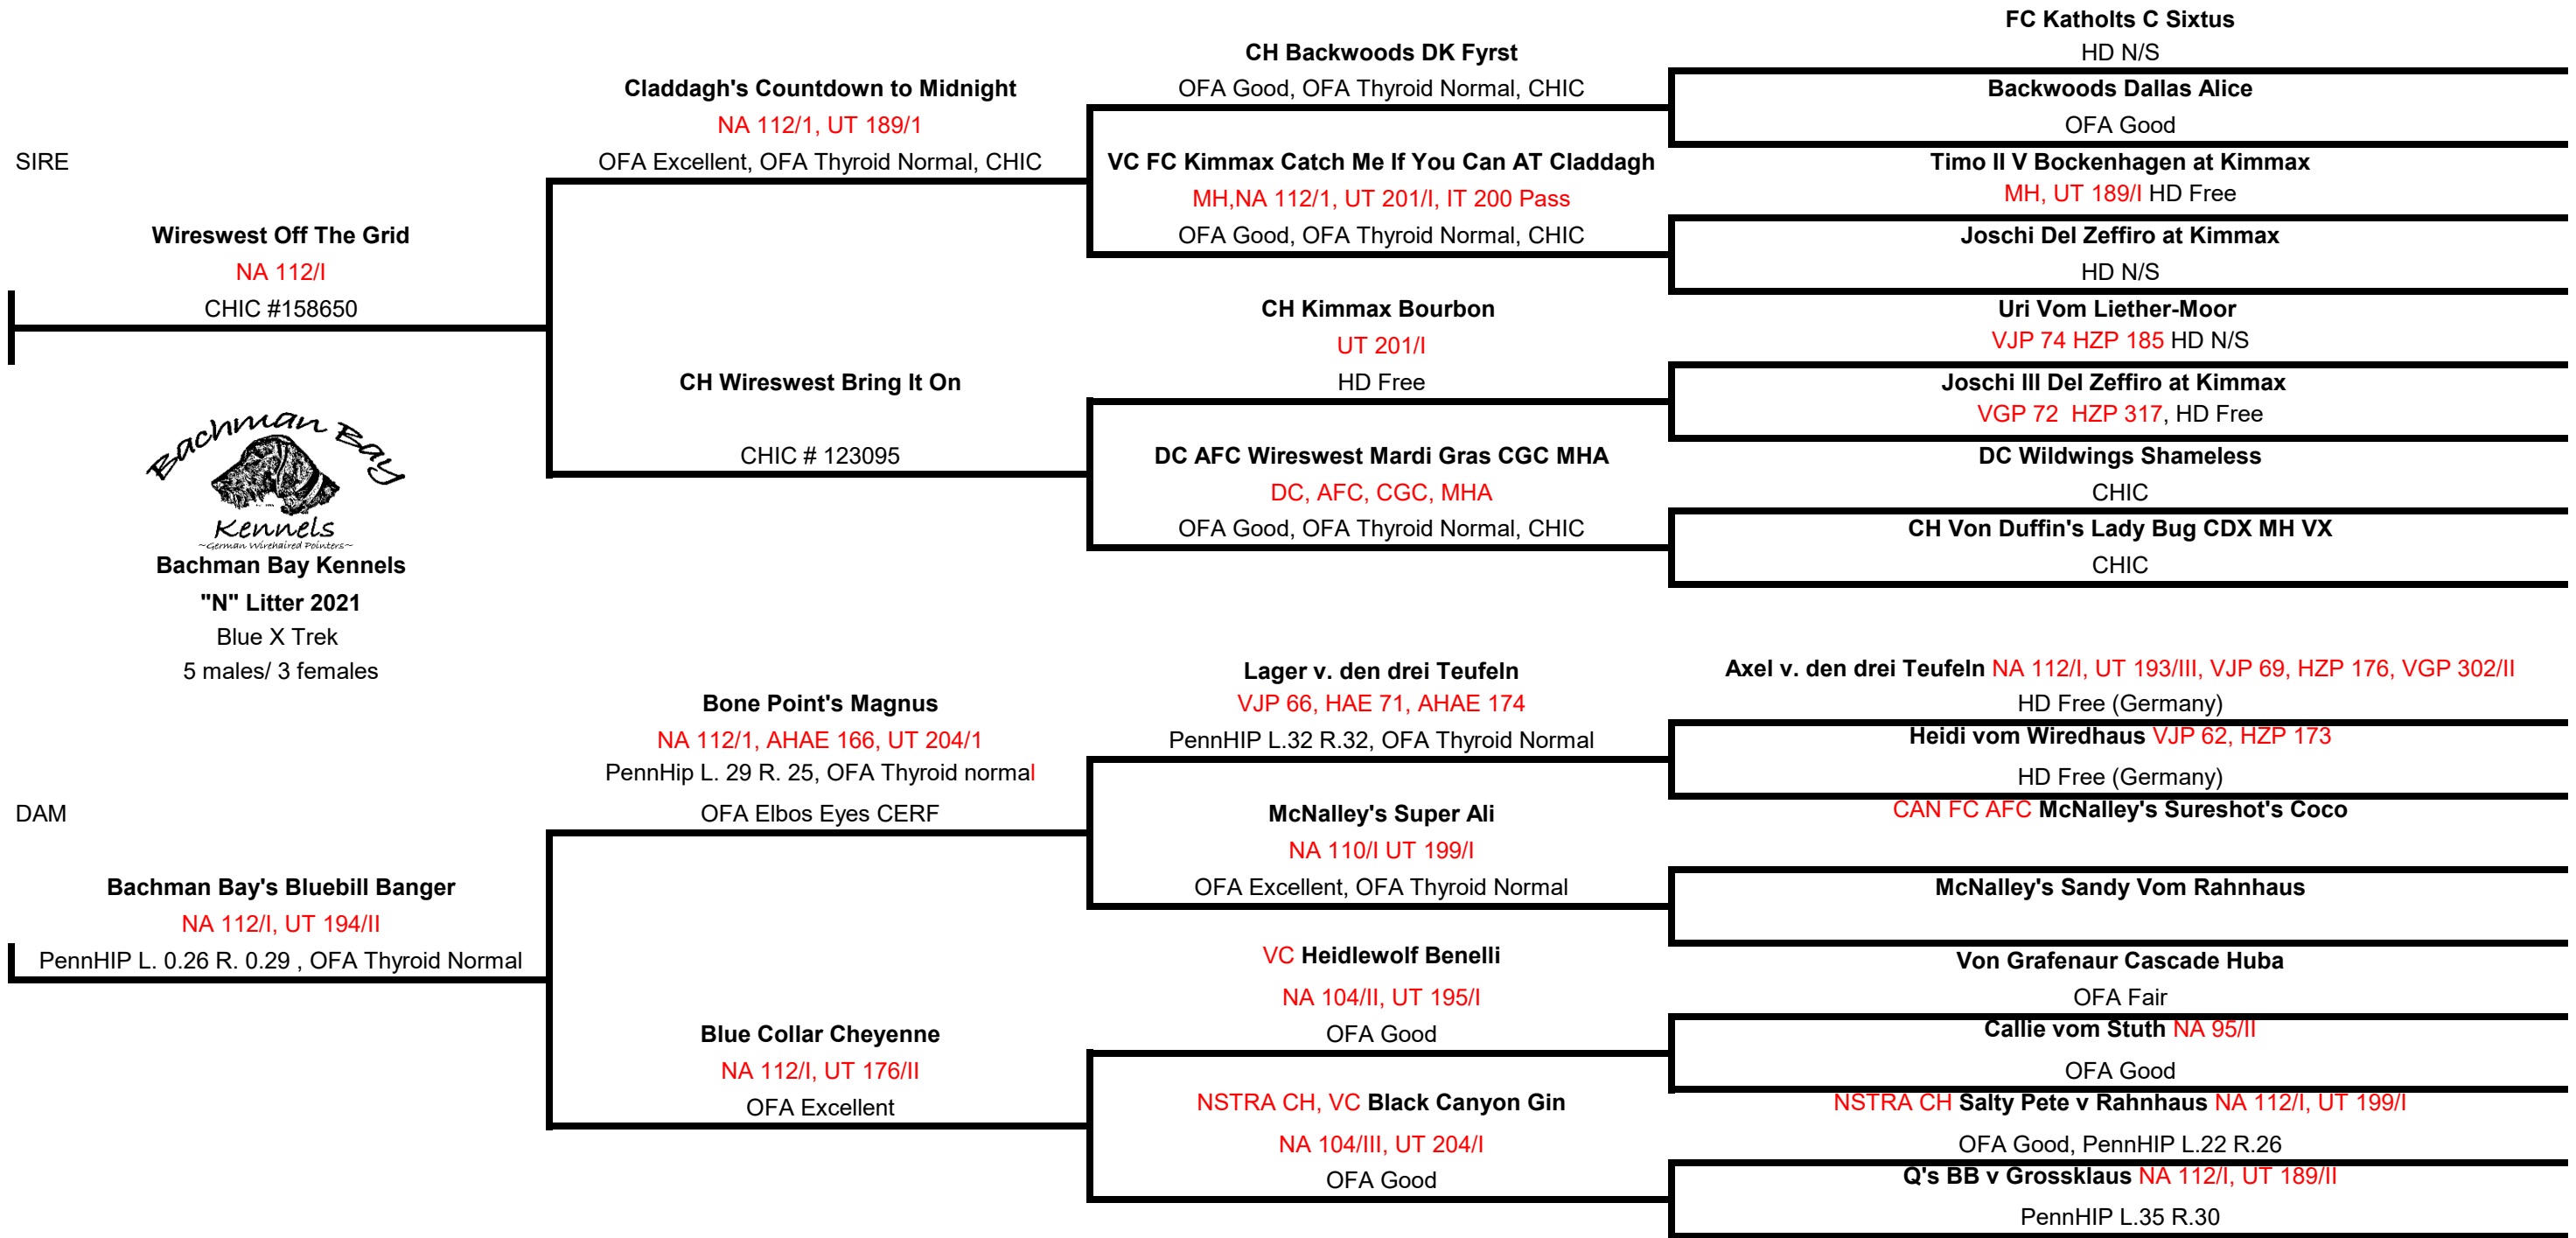 SIRE
Wireswest Off The Grid
NA 112/I
CHIC #158650
Bachman Bay
Kennels
~German Wirehaired Pointers~
Bachman Bay Kennels
"N" Litter 2021
Blue X Trek
5 males/ 3 females
DAM
Bachman Bay's Bluebill Banger
NA 112/I, UT 194/II
PennHIP L. 0.26 R. 0.29 , OFA Thyroid Normal
Claddagh's Countdown to Midnight
NA 112/1, UT 189/1
OFA Excellent, OFA Thyroid Normal, CHIC
CH Wireswest Bring It On
CHIC # 123095
Bone Point's Magnus
NA 112/1, AHAE 166, UT 204/1
PennHip L. 29 R. 25, OFA Thyroid normal
OFA Elbos Eyes CERF
Blue Collar Cheyenne
NA 112/I, UT 176/II
OFA Excellent
CH Backwoods DK Fyrst
OFA Good, OFA Thyroid Normal, CHIC
VC FC Kimmax Catch Me If You Can AT Claddagh
MH,NA 112/1, UT 201/I, IT 200 Pass
OFA Good, OFA Thyroid Normal, CHIC
CH Kimmax Bourbon
UT 201/I
HD Free
DC AFC Wireswest Mardi Gras CGC MHA
DC, AFC, CGC, MHA
OFA Good, OFA Thyroid Normal, CHIC
Lager v. den drei Teufeln
VJP 66, HAE 71, AHAE 174
PennHIP L.32 R.32, OFA Thyroid Normal
McNalley's Super Ali
NA 110/I UT 199/I
OFA Excellent, OFA Thyroid Normal
VC Heidlewolf Benelli
NA 104/II, UT 195/I
OFA Good
NSTRA CH, VC Black Canyon Gin
NA 104/III, UT 204/I
OFA Good
FC Katholts C Sixtus
HD N/S
Backwoods Dallas Alice
OFA Good
Timo II V Bockenhagen at Kimmax
MH, UT 189/I HD Free
Joschi Del Zeffiro at Kimmax
HD N/S
Uri Vom Liether-Moor
VJP 74 HZP 185 HD N/S
Joschi III Del Zeffiro at Kimmax
VGP 72 HZP 317, HD Free
DC Wildwings Shameless
CHIC
CH Von Duffin's Lady Bug CDX MH VX
CHIC
Axel v. den drei Teufeln NA 112/I, UT 193/III, VJP 69, HZP 176, VGP 302/II
HD Free (Germany)
Heidi vom Wiredhaus VJP 62, HZP 173
HD Free (Germany)
CAN FC AFC McNalley's Sureshot's Coco
McNalley's Sandy Vom Rahnhaus
Von Grafenaur Cascade Huba
OFA Fair
Callie vom Stuth NA 95/II
OFA Good
NSTRA CH Salty Pete v Rahnhaus NA 112/I, UT 199/I
OFA Good, PennHIP L.22 R.26
Q's BB v Grossklaus NA 112/I, UT 189/II
PennHIP L.35 R.30